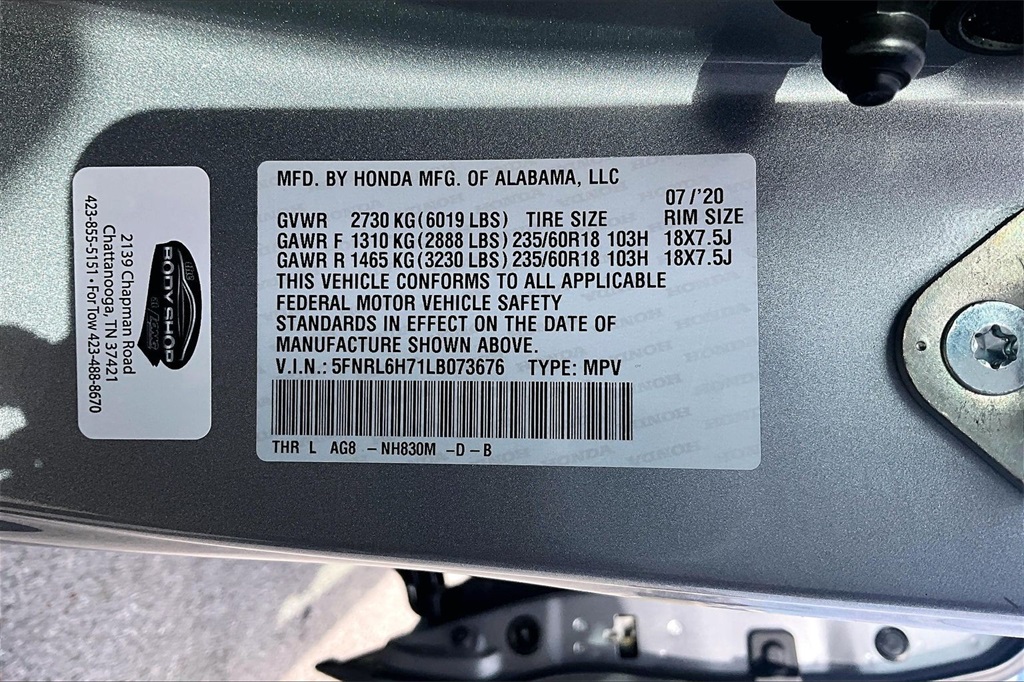 MFD. BY HONDA MFG. OF ALABAMA, LLC
07/'20
GVWR 2730 KG (6019 LBS) TIRE SIZE RIM SIZE
GAWR F 1310 KG (2888 LBS) 235/60R18 103H 18X7.5J
GAWR R 1465 KG (3230 LBS) 235/60R18 103H 18X7.5J
THIS VEHICLE CONFORMS TO ALL APPLICABLE
FEDERAL MOTOR VEHICLE SAFETY
STANDARDS IN EFFECT ON THE DATE OF
MANUFACTURE SHOWN ABOVE.
V.I.N.: 5FNRL6H71LB073676 TYPE: MPV
THR L AG8 - NH830M - D - B
BODY SHOP
2139 Chapman Road
Chattanooga, TN 37421
423-855-5151 • For Tow 423-488-8670